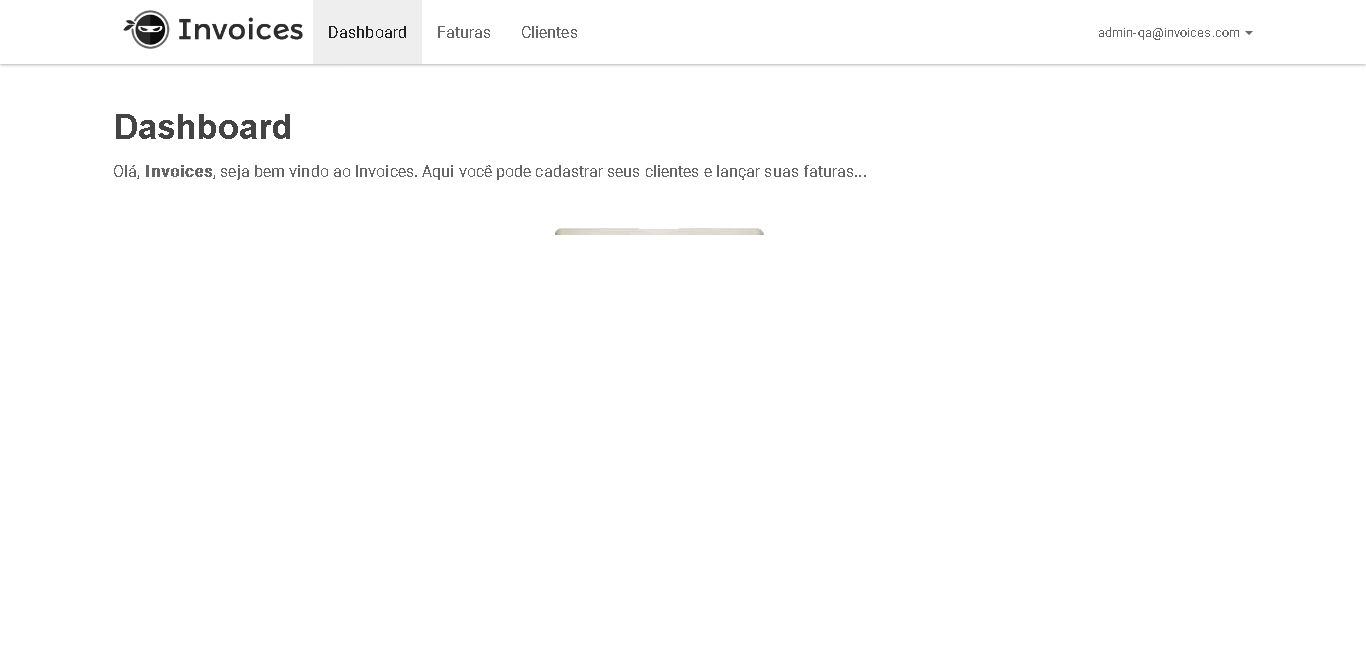 Invoices
Dashboard
Faturas
Clientes
admin-qa@invoices.com
Dashboard
Olá, Invoices, seja bem vindo ao Invoices. Aqui você pode cadastrar seus clientes e lançar suas faturas...